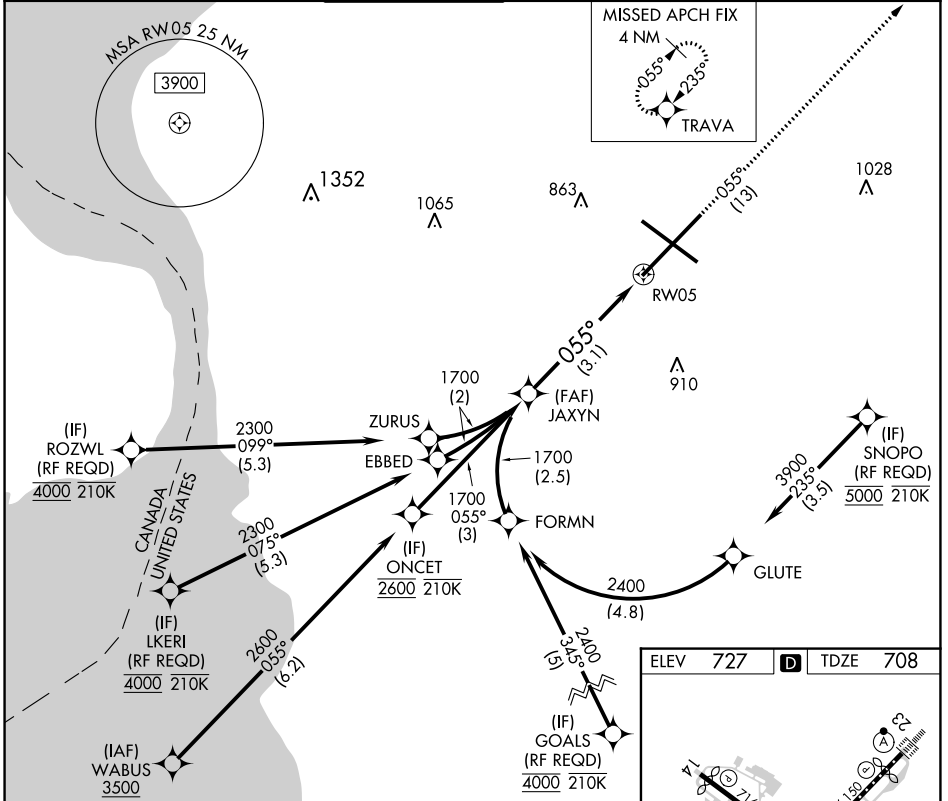 MSA RW05 25 NM
3900
MISSED APCH FIX
4 NM
055°
235°
TRAVA
1352
1065
863
1028
055°
(13)
RW05
055°
(3.1)
910
(FAF)
JAXYN
1700
(2)
ZURUS
EBBED
(IF)
ROZWL
(RF REQD)
4000 210K
2300
099°
(5.3)
CANADA
UNITED STATES
2300
075°
(5.3)
(IF)
LKERI
(RF REQD)
4000 210K
1700
055°
(3)
1700
(2.5)
FORMN
(IF)
ONCET
2600 210K
3900
235°
(3.5)
(IF)
SNOPO
(RF REQD)
5000 210K
GLUTE
2400
(4.8)
2600
055°
(6.2)
(IAF)
WABUS
3500
2400
345°
(5)
(IF)
GOALS
(RF REQD)
4000 210K
ELEV 727
D
TDZE 708
14
P
A
23
P